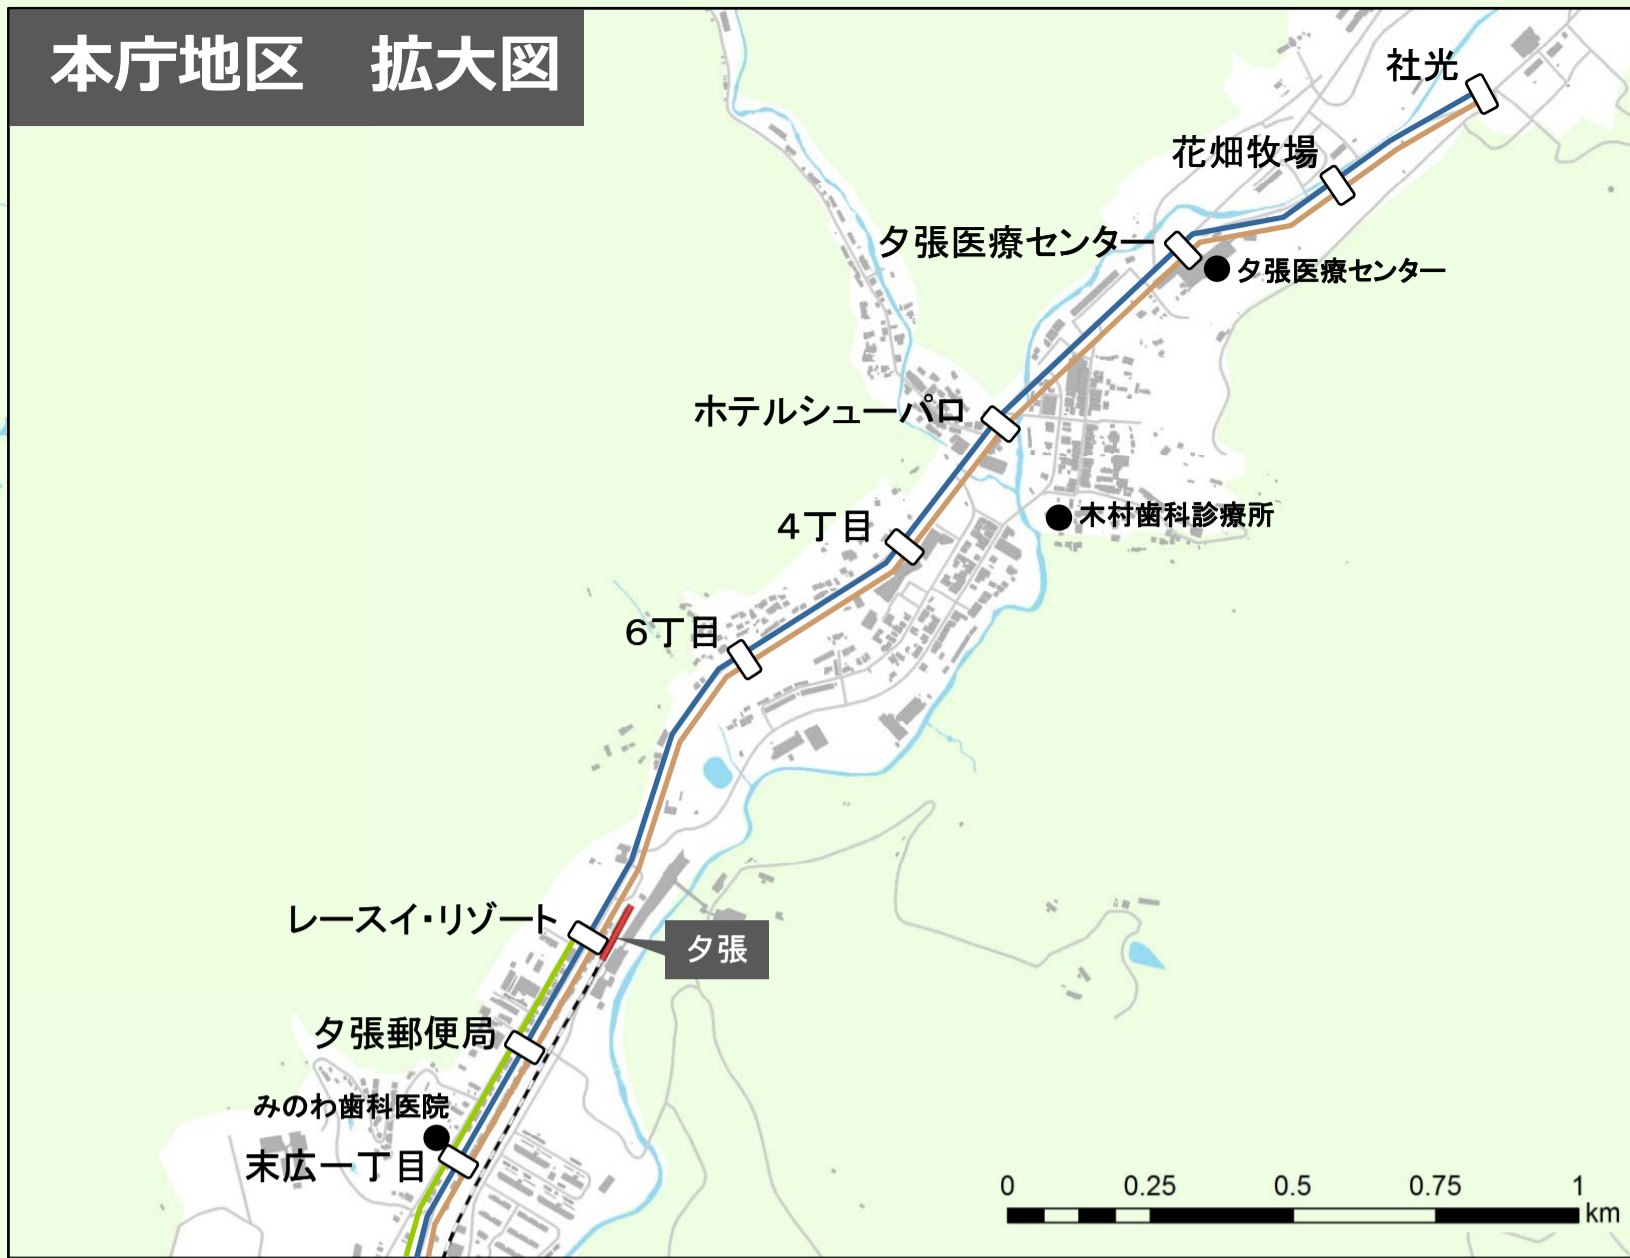 本庁地区　拡大図
社光
花畑牧場
夕張医療センター
夕張医療センター
ホテルシューパロ
木村歯科診療所
4丁目
6丁目
レースイ・リゾート
夕張
夕張郵便局
みのわ歯科医院
末広一丁目
0 0.25 0.5 0.75 1
km